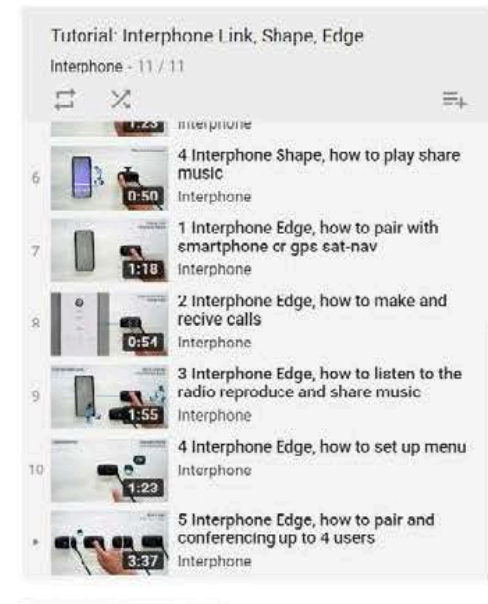 Tutorial: Interphone Link, Shape, Edge
Interphone - 11 / 11
1:23
Interphone
6
0:50
4 Interphone Shape, how to play share
music
Interphone
7
1:18
1 Interphone Edge, how to pair with
smartphone or gps sat-nav
Interphone
8
0:54
2 Interphone Edge, how to make and
recive calls
Interphone
9
1:55
3 Interphone Edge, how to listen to the
radio reproduce and share music
Interphone
10
1:23
4 Interphone Edge, how to set up menu
Interphone
3:37
5 Interphone Edge, how to pair and
conferencing up to 4 users
Interphone